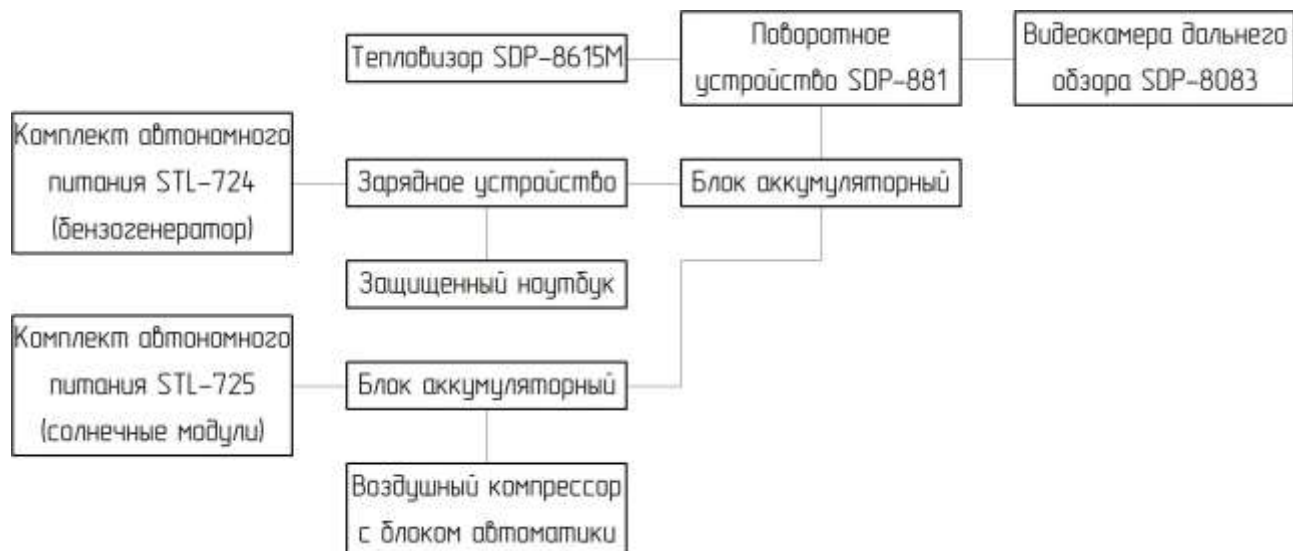 Тепловизор SDP-8615M
Поворотное
устройство SDP-881
Видеокамера дальнего
обзора SDP-8083
Комплект автономного
питания STL-724
(бензогенератор)
Зарядное устройство
Блок аккумуляторный
Защищенный ноутбук
Комплект автономного
питания STL-725
(солнечные модули)
Блок аккумуляторный
Воздушный компрессор
с блоком автоматики